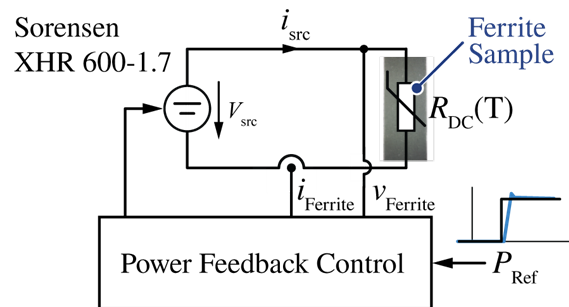 Sorensen
XHR 600-1.7
i_src
Ferrite
Sample
V_src
R_DC(T)
i_Ferrite
v_Ferrite
Power Feedback Control
P_Ref